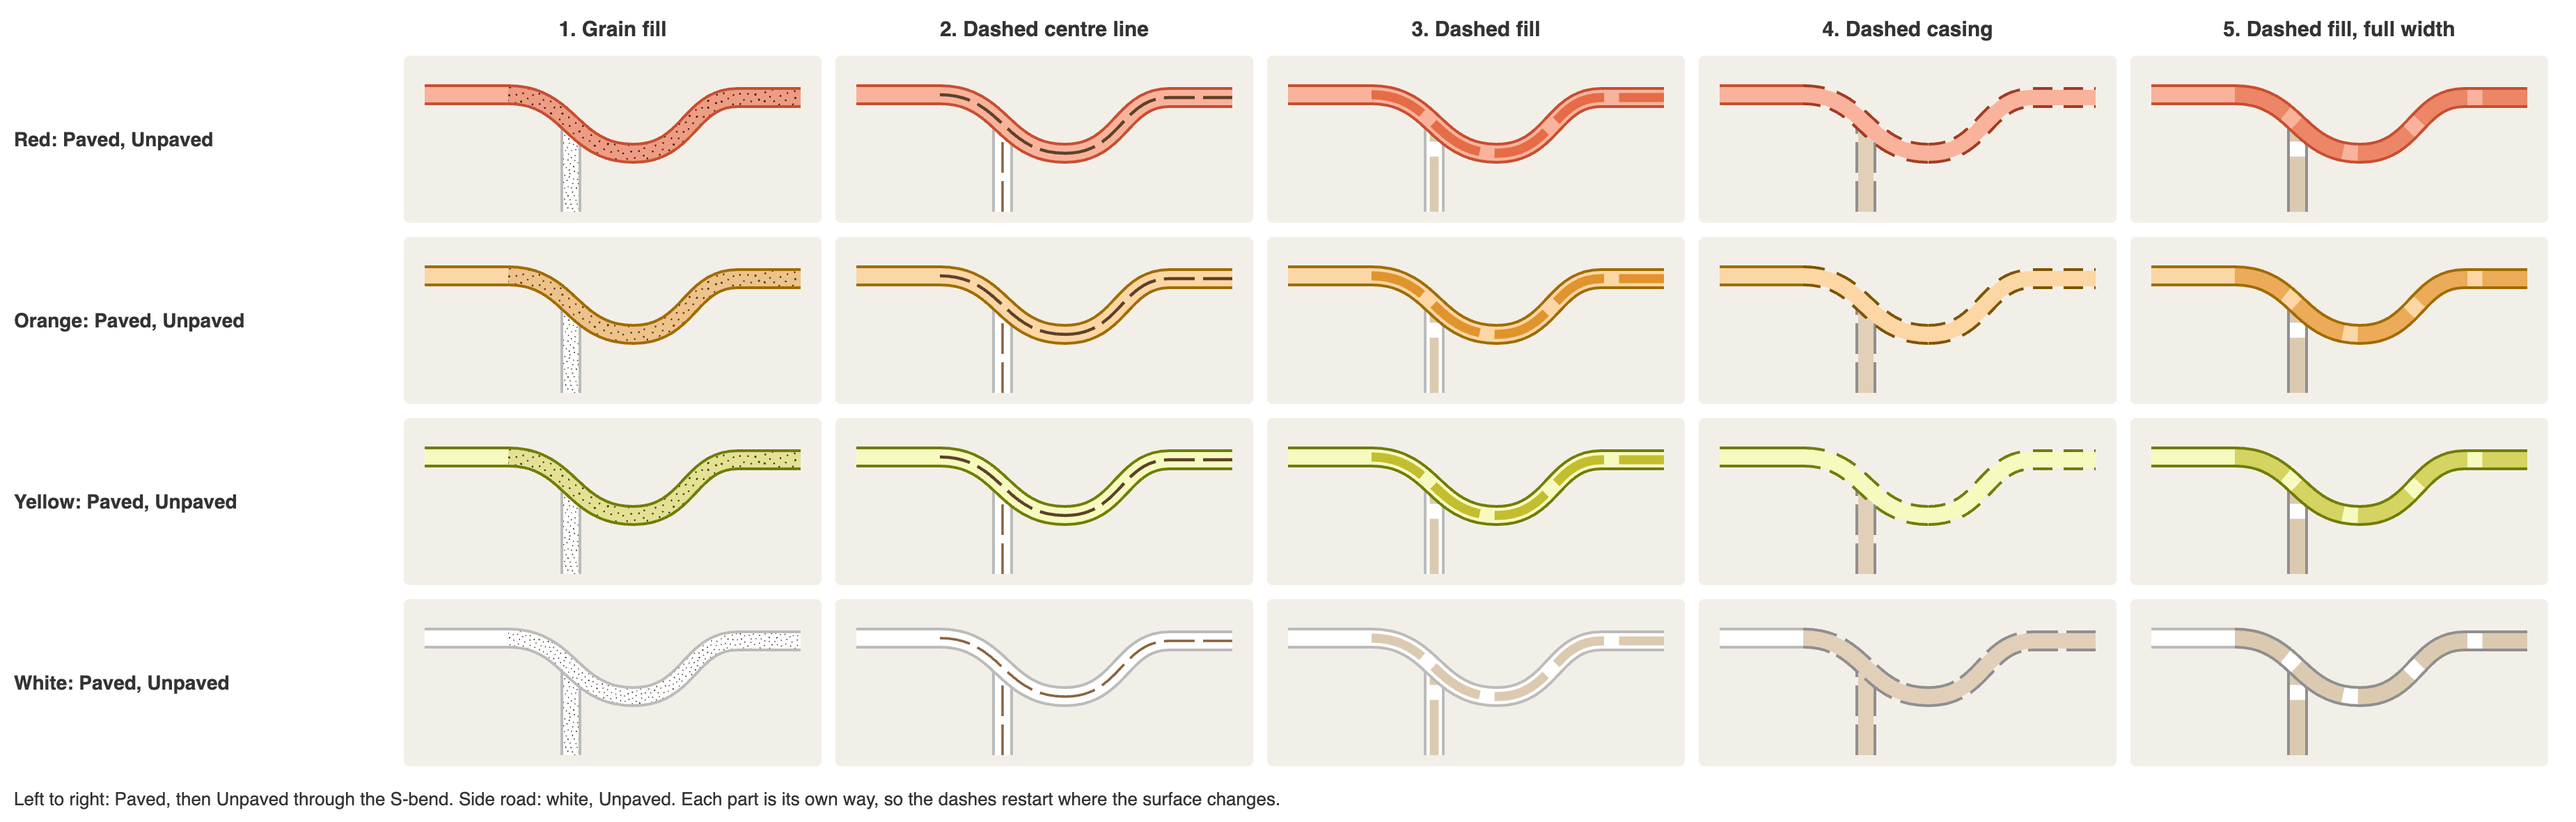 1. Grain fill
2. Dashed centre line
3. Dashed fill
4. Dashed casing
5. Dashed fill, full width
Red: Paved, Unpaved
Orange: Paved, Unpaved
Yellow: Paved, Unpaved
White: Paved, Unpaved
Left to right: Paved, then Unpaved through the S-bend. Side road: white, Unpaved. Each part is its own way, so the dashes restart where the surface changes.